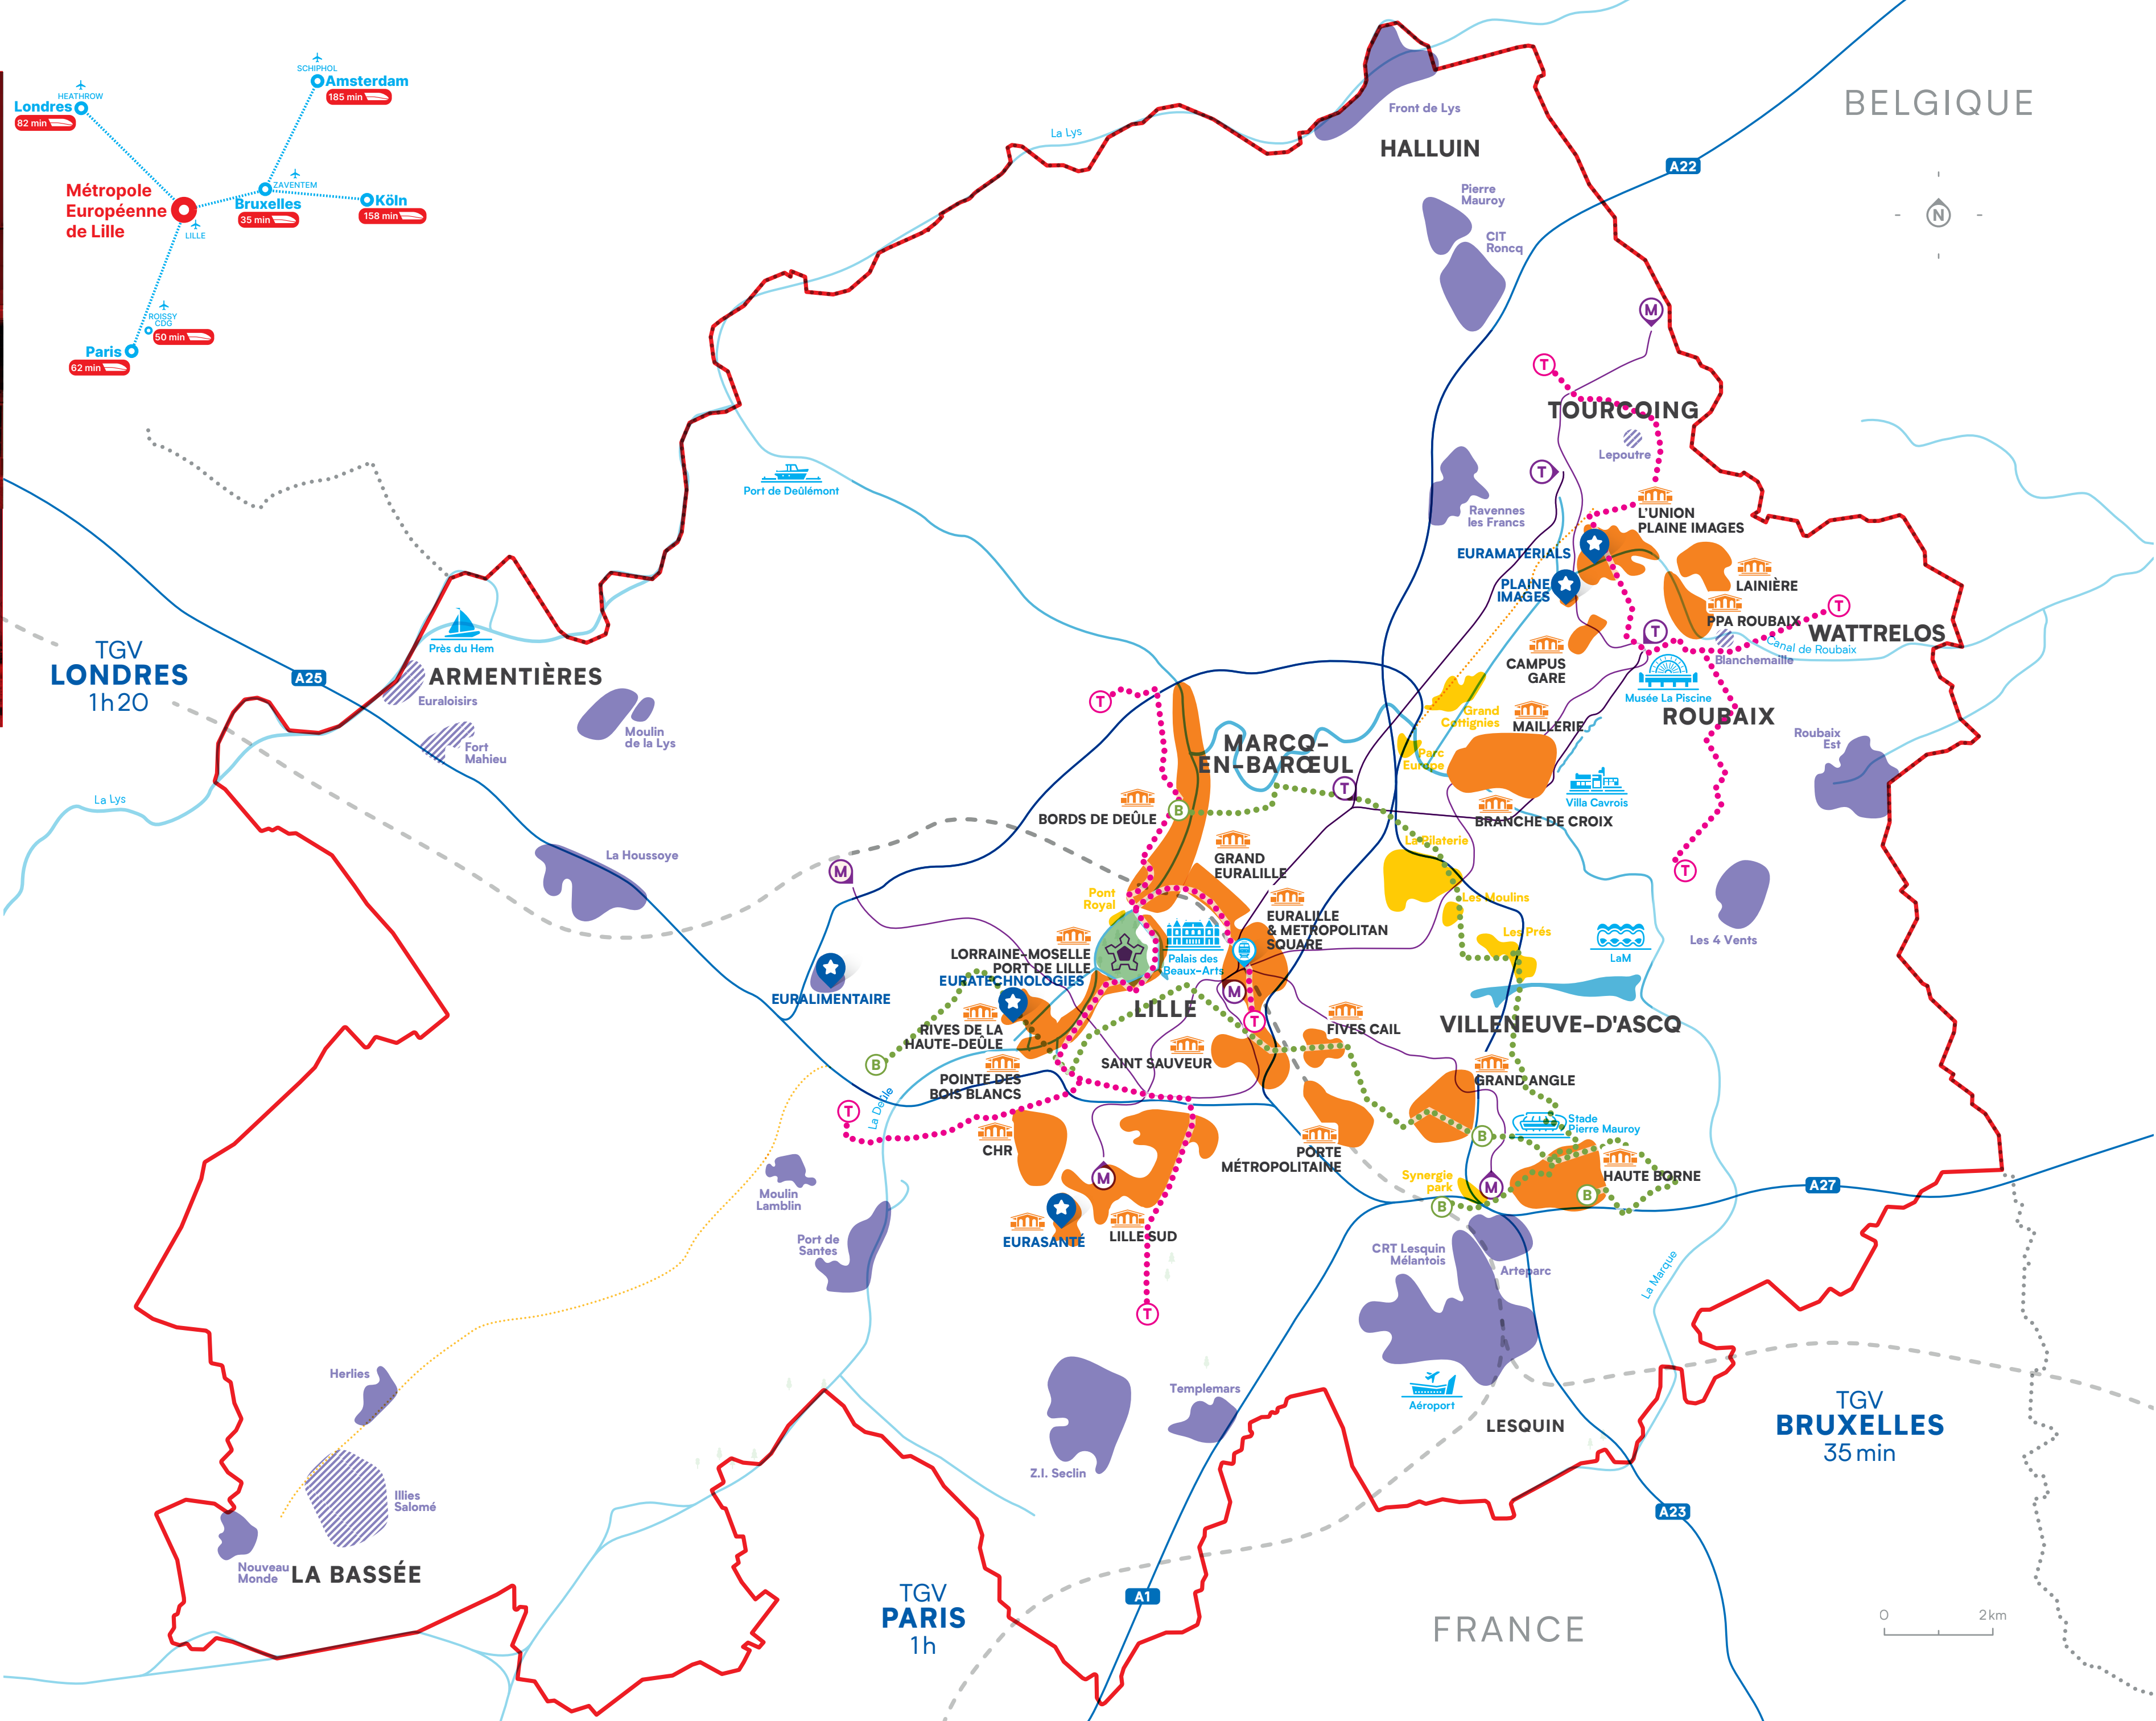 SCHIPHOL
Amsterdam
185 min
HEATHROW
Londres
82 min
ZAVENTEM
Bruxelles
35 min
Köln
158 min
Métropole
Européenne
de Lille
LILLE
ROISSY
CDG
50 min
Paris
62 min
BELGIQUE
N
A22
La Lys
Front de Lys
HALLUIN
Pierre
Mauroy
CIT
Roncq
M
T
TOURCOING
Lepoutre
T
Port de Deûlémont
Ravennes
les Francs
L'UNION
PLAINE IMAGES
EURAMATERIALS
PLAINE
IMAGES
LAINIÈRE
PPA ROUBAIX
T
T
WATTRELOS
Canal de Roubaix
Blanchemaille
CAMPUS
GARE
Musée La Piscine
ROUBAIX
Grand
Cottignies
MAILLERIE
Parc
Europe
Roubaix
Est
Villa Cavrois
BRANCHE DE CROIX
T
Les 4 Vents
TGV
LONDRES
1h20
A25
Près du Hem
ARMENTIÈRES
Euraloisirs
Fort
Mahieu
Moulin
de la Lys
La Lys
La Houssoye
T
MARCQ-
EN-BARŒUL
T
B
BORDS DE DEÛLE
GRAND
EURALILLE
La Pilaterie
Les Moulins
Les Prés
LaM
M
Pont
Royal
EURALILLE
& METROPOLITAN
SQUARE
LORRAINE-MOSELLE
PORT DE LILLE
Palais des
Beaux-Arts
EURATECHNOLOGIES
EURALIMENTAIRE
M
LILLE
T
RIVES DE LA
HAUTE-DEÛLE
B
FIVES CAIL
VILLENEUVE-D'ASCQ
SAINT SAUVEUR
POINTE DES
BOIS BLANCS
GRAND ANGLE
La Deûle
T
Stade
Pierre Mauroy
B
CHR
PORTE
MÉTROPOLITAINE
M
HAUTE BORNE
Synergie
park
M
B
B
A27
Moulin
Lamblin
EURASANTÉ
LILLE SUD
Port de
Santes
CRT Lesquin
Mélantois
Arteparc
La Marque
T
Herlies
Z.I. Seclin
Templemars
Aéroport
LESQUIN
TGV
BRUXELLES
35 min
Illies
Salomé
Nouveau
Monde
LA BASSÉE
A23
TGV
PARIS
1h
A1
FRANCE
0
2 km